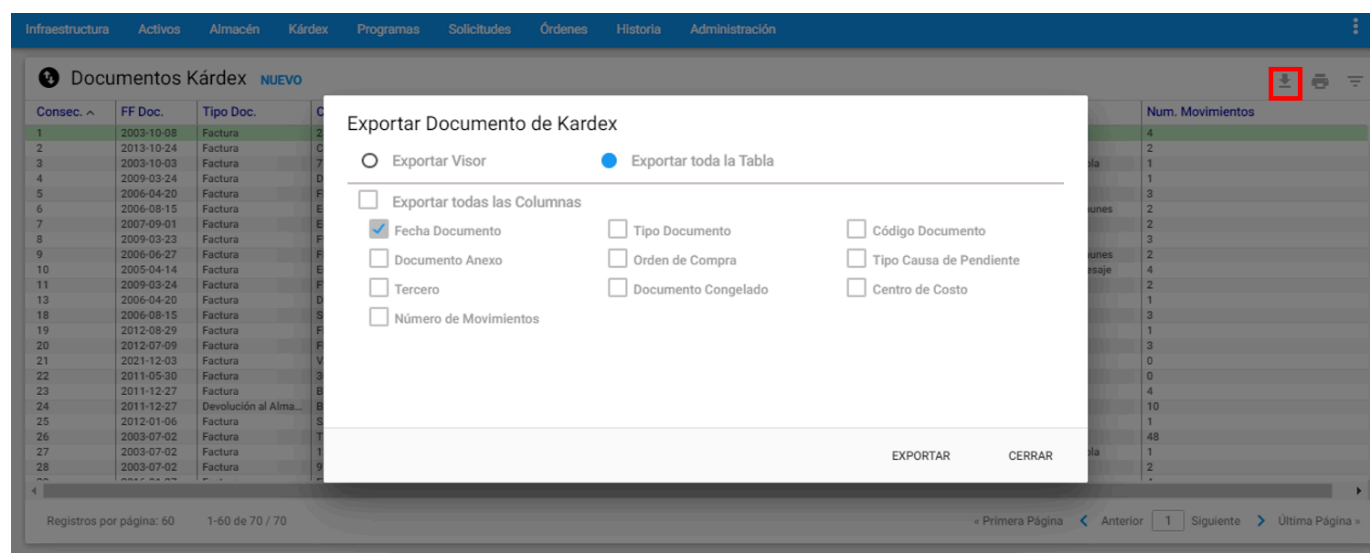 Infraestructura Activos Almacén Kárdex Programas Solicitudes Órdenes Historia Administración
Documentos Kárdex NUEVO
Consec. FF Doc. Tipo Doc. Num. Movimientos
Exportar Documento de Kardex
Exportar Visor Exportar toda la Tabla
Exportar todas las Columnas
Fecha Documento Tipo Documento Código Documento
Documento Anexo Orden de Compra Tipo Causa de Pendiente
Tercero Documento Congelado Centro de Costo
Número de Movimientos
EXPORTAR CERRAR
1 2003-10-08 Factura 2 4
2 2013-10-24 Factura C 2
3 2003-10-03 Factura 7 ola 1
4 2009-03-24 Factura D 1
5 2006-04-20 Factura F 3
6 2006-08-15 Factura E unes 2
7 2007-09-01 Factura E 2
8 2009-03-23 Factura F 3
9 2006-06-27 Factura F unes 2
10 2005-04-14 Factura E esaje 4
11 2009-03-24 Factura F 2
13 2006-04-20 Factura D 1
18 2006-08-15 Factura S 3
19 2012-08-29 Factura F 1
20 2012-07-09 Factura F 3
21 2021-12-03 Factura V 0
22 2011-05-30 Factura 3 0
23 2011-12-27 Factura B 4
24 2011-12-27 Devolución al Alma... B 10
25 2012-01-06 Factura S 1
26 2003-07-02 Factura T 48
27 2003-07-02 Factura 1 ola 1
28 2003-07-02 Factura 9 2
Registros por página: 60 1-60 de 70 / 70 « Primera Página Anterior 1 Siguiente Última Página »